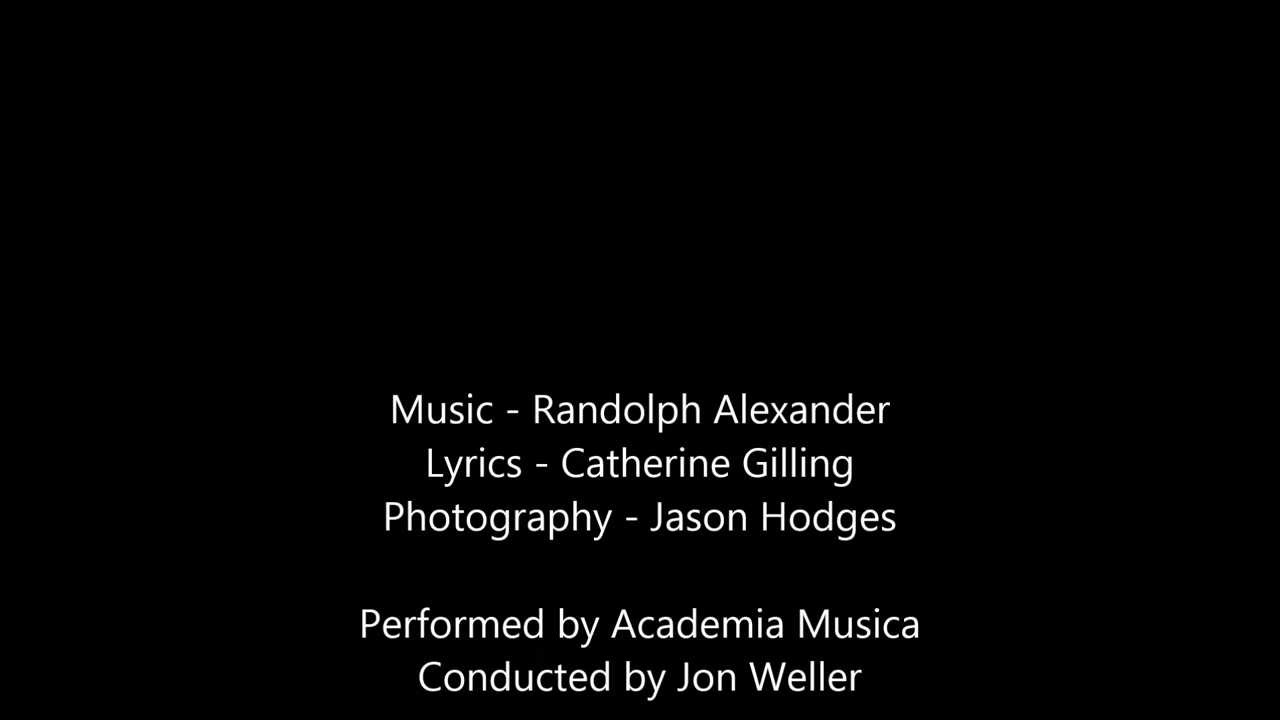 Music - Randolph Alexander
Lyrics - Catherine Gilling
Photography - Jason Hodges
Performed by Academia Musica
Conducted by Jon Weller